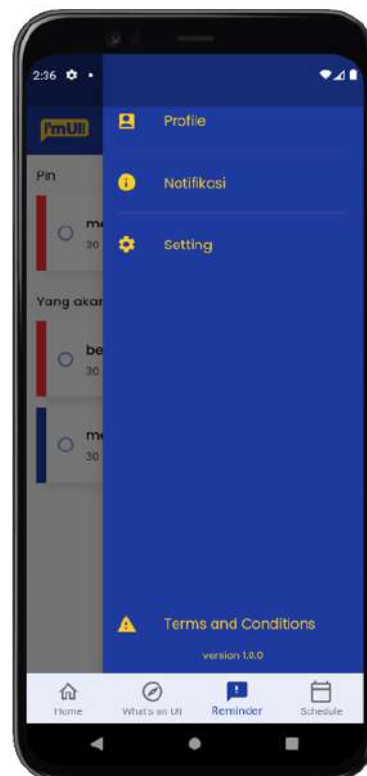 2:36
I'mUII
Profile
Pin
Notifikasi
30
Setting
Yang akan
be
30
30
Terms and Conditions
version 1.0.0
Home
What's on UII
Reminder
Schedule